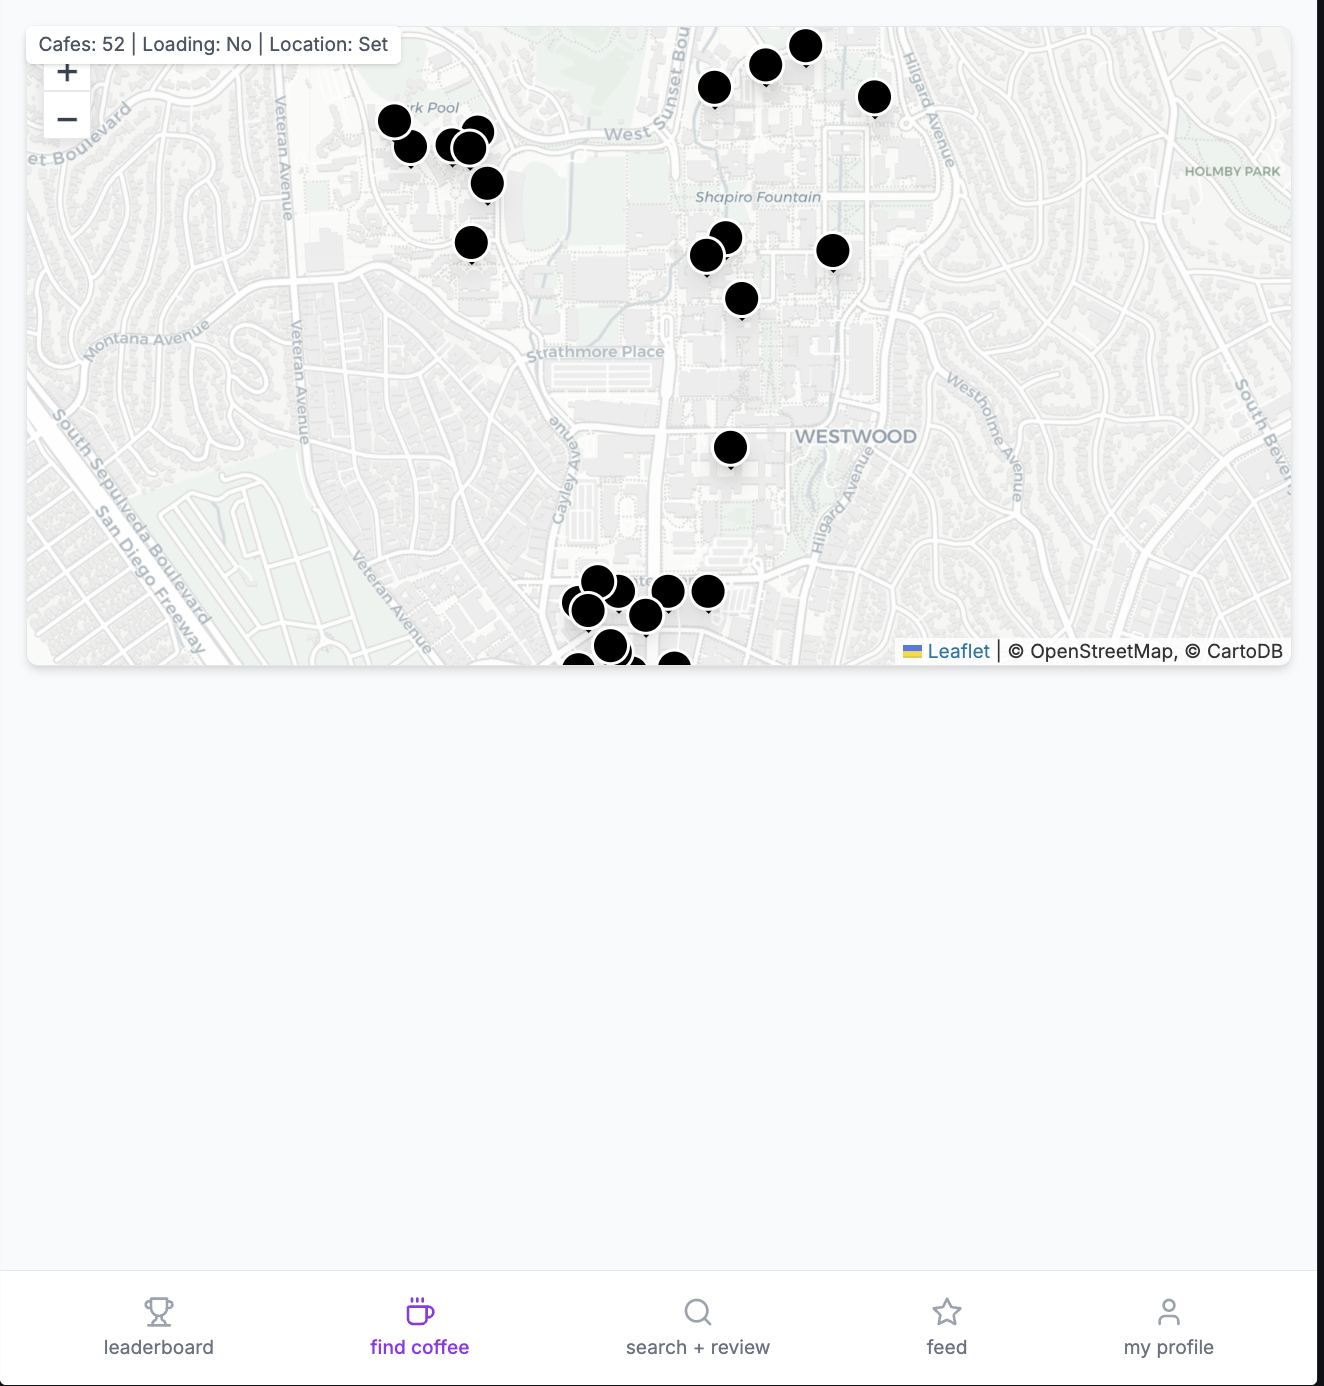 Cafes: 52 | Loading: No | Location: Set
+
−
rk Pool
et Boulevard
Veteran Avenue
West Sunset Bou
Hilgard Avenue
HOLMBY PARK
Shapiro Fountain
Montana Avenue
Veteran Avenue
Strathmore Place
Westholme Avenue
South Bever
WESTWOOD
South Sepulveda Boulevard
San Diego Freeway
Gayley Avenue
Hilgard Avenue
Veteran Avenue
Leaflet | © OpenStreetMap, © CartoDB
leaderboard
find coffee
search + review
feed
my profile